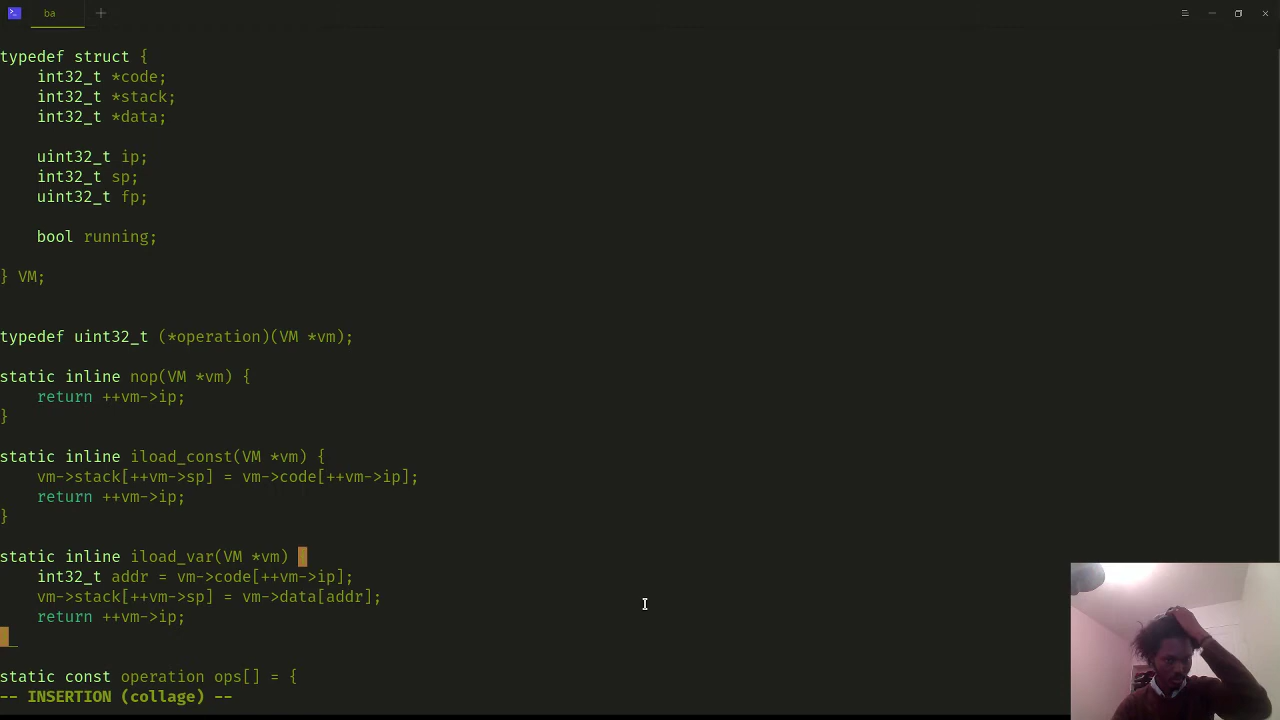 ba
typedef struct {
int32_t *code;
int32_t *stack;
int32_t *data;
uint32_t ip;
int32_t sp;
uint32_t fp;
bool running;
} VM;
typedef uint32_t (*operation)(VM *vm);
static inline nop(VM *vm) {
return ++vm->ip;
}
static inline iload_const(VM *vm) {
vm->stack[++vm->sp] = vm->code[++vm->ip];
return ++vm->ip;
}
static inline iload_var(VM *vm) {
int32_t addr = vm->code[++vm->ip];
vm->stack[++vm->sp] = vm->data[addr];
return ++vm->ip;
static const operation ops[] = {
-- INSERTION (collage) --